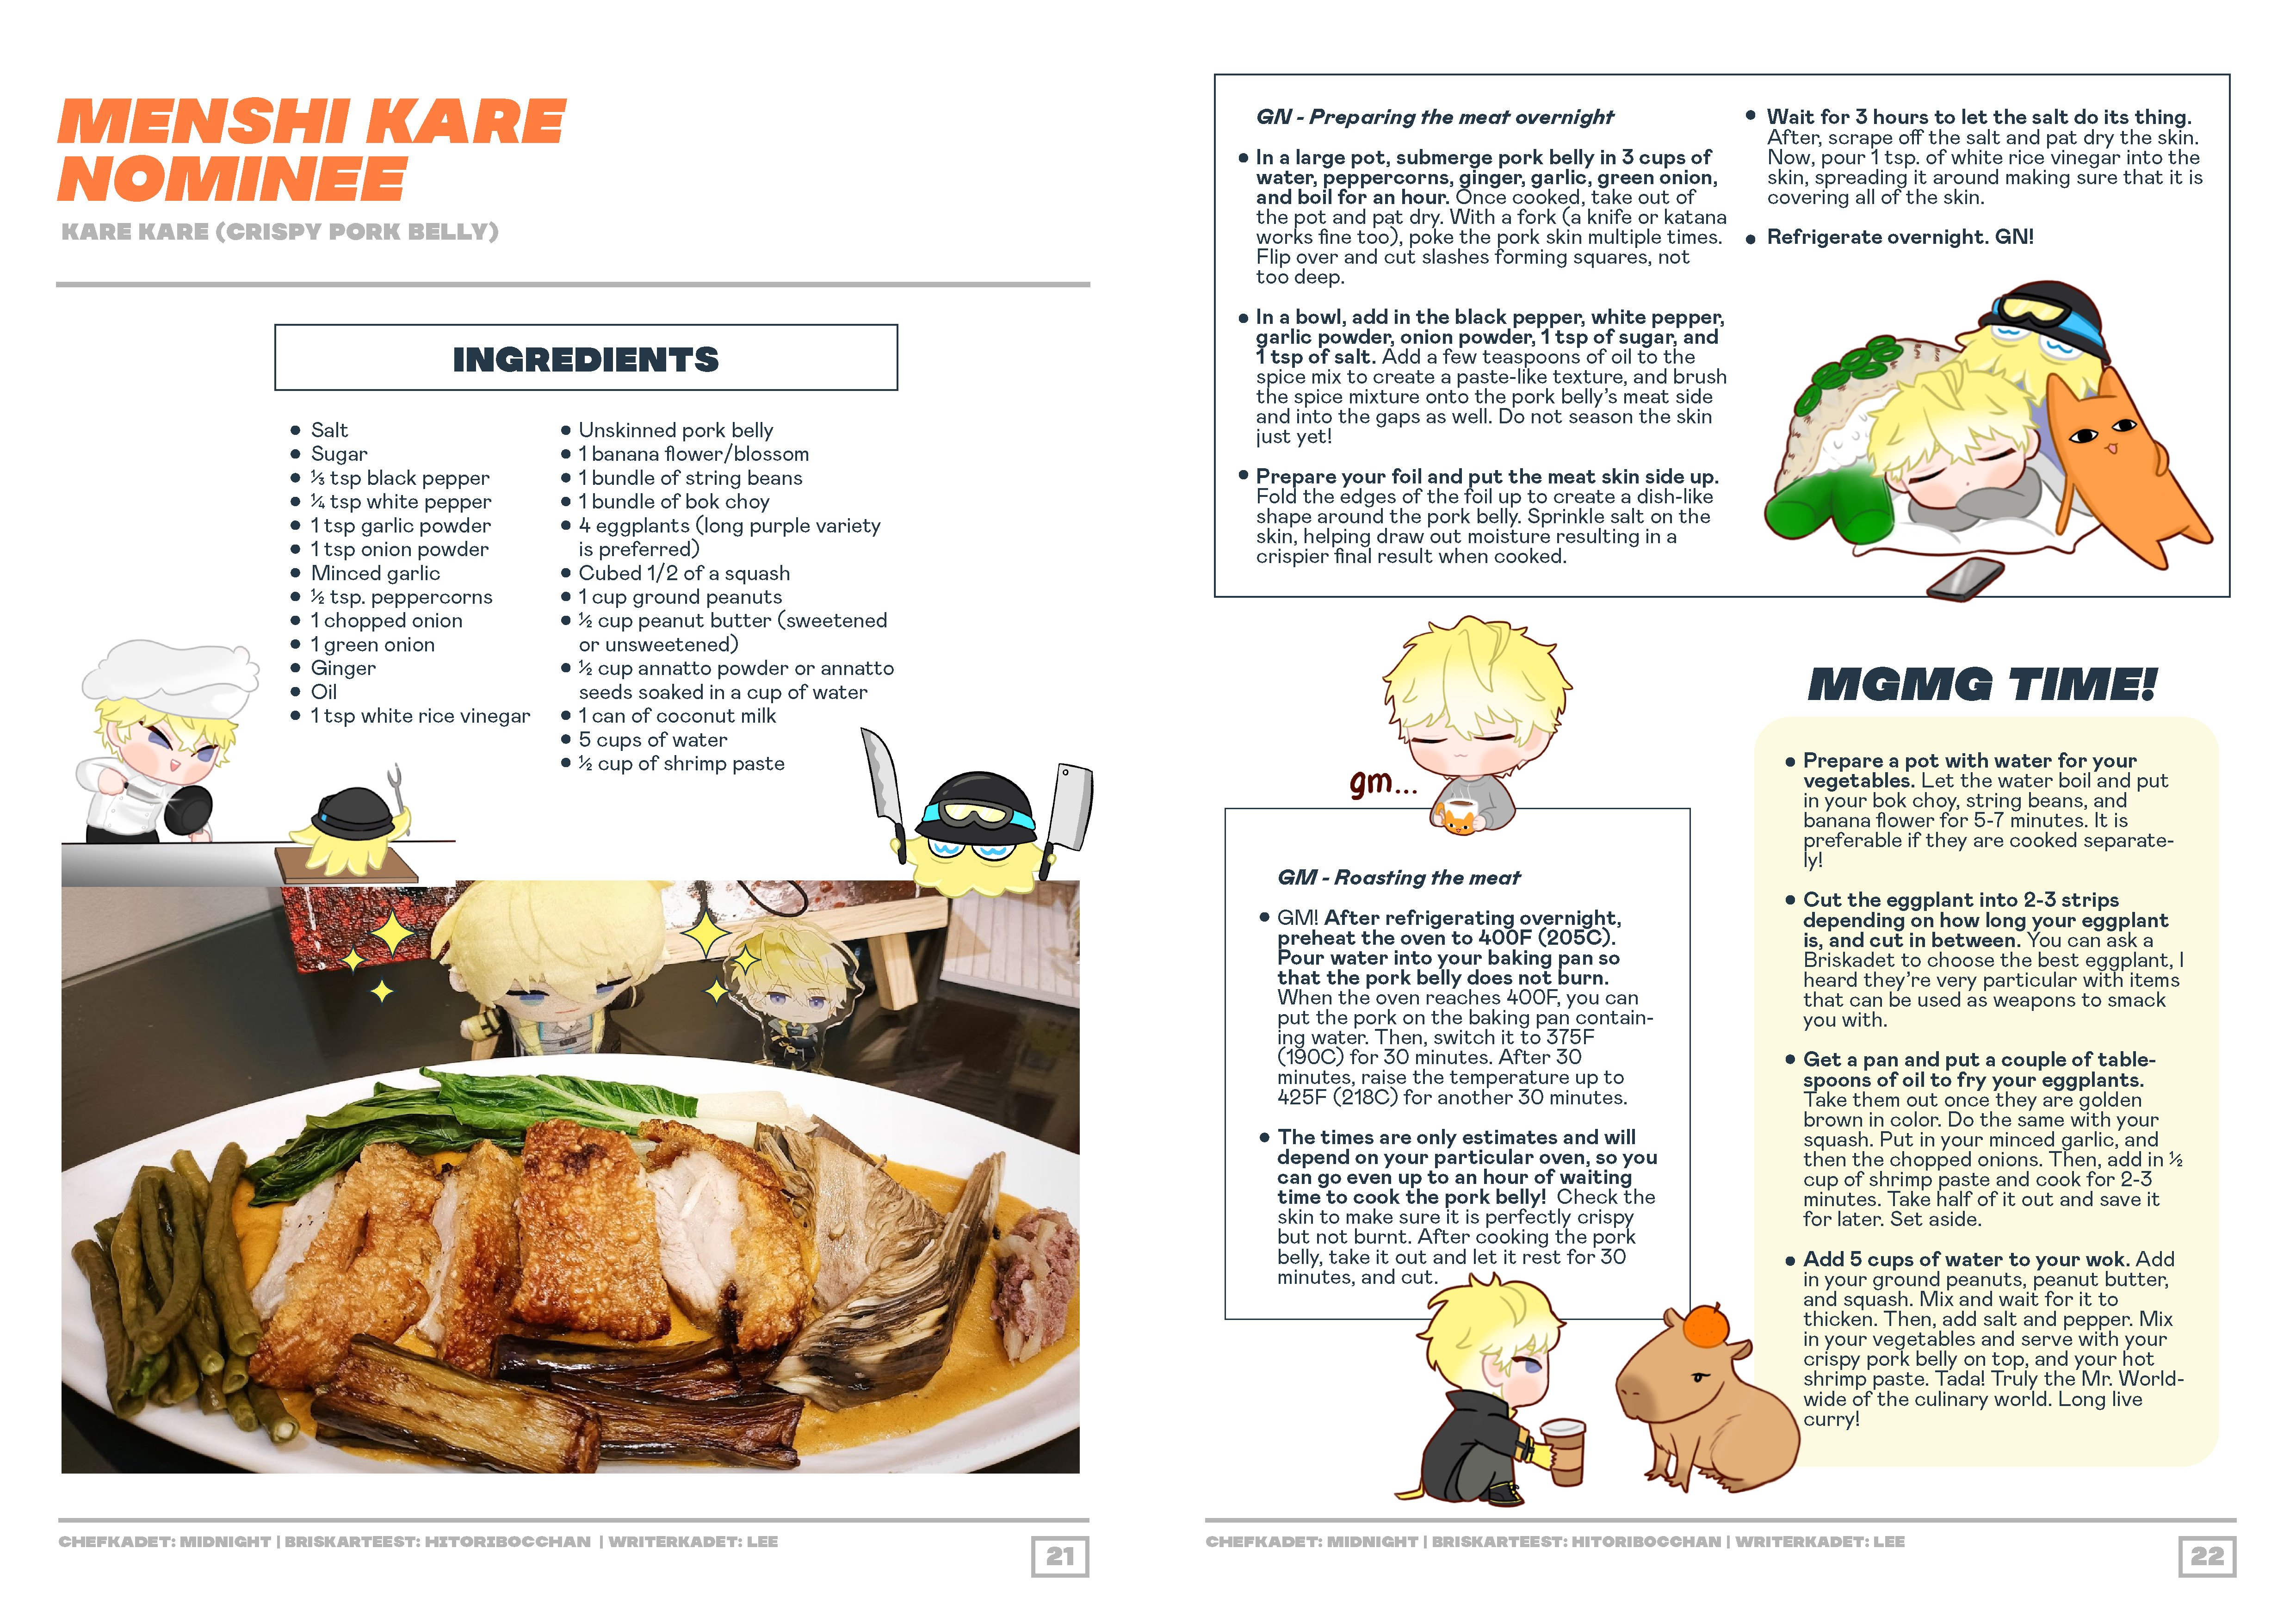 MENSHI KARE
NOMINEE
KARE KARE (CRISPY PORK BELLY)
INGREDIENTS
• Salt
• Sugar
• ⅓ tsp black pepper
• ¼ tsp white pepper
• 1 tsp garlic powder
• 1 tsp onion powder
• Minced garlic
• ½ tsp. peppercorns
• 1 chopped onion
• 1 green onion
• Ginger
• Oil
• 1 tsp white rice vinegar
• Unskinned pork belly
• 1 banana flower/blossom
• 1 bundle of string beans
• 1 bundle of bok choy
• 4 eggplants (long purple variety
is preferred)
• Cubed 1/2 of a squash
• 1 cup ground peanuts
• ½ cup peanut butter (sweetened
or unsweetened)
• ½ cup annatto powder or annatto
seeds soaked in a cup of water
• 1 can of coconut milk
• 5 cups of water
• ½ cup of shrimp paste
CHEFKADET: MIDNIGHT | BRISKARTEEST: HITORIBOCCHAN | WRITERKADET: LEE
21
GN - Preparing the meat overnight
• In a large pot, submerge pork belly in 3 cups of
water, peppercorns, ginger, garlic, green onion,
and boil for an hour. Once cooked, take out of
the pot and pat dry. With a fork (a knife or katana
works fine too), poke the pork skin multiple times.
Flip over and cut slashes forming squares, not
too deep.
• In a bowl, add in the black pepper, white pepper,
garlic powder, onion powder, 1 tsp of sugar, and
1 tsp of salt. Add a few teaspoons of oil to the
spice mix to create a paste-like texture, and brush
the spice mixture onto the pork belly's meat side
and into the gaps as well. Do not season the skin
just yet!
• Prepare your foil and put the meat skin side up.
Fold the edges of the foil up to create a dish-like
shape around the pork belly. Sprinkle salt on the
skin, helping draw out moisture resulting in a
crispier final result when cooked.
• Wait for 3 hours to let the salt do its thing.
After, scrape off the salt and pat dry the skin.
Now, pour 1 tsp. of white rice vinegar into the
skin, spreading it around making sure that it is
covering all of the skin.
• Refrigerate overnight. GN!
gm...
GM - Roasting the meat
• GM! After refrigerating overnight,
preheat the oven to 400F (205C).
Pour water into your baking pan so
that the pork belly does not burn.
When the oven reaches 400F, you can
put the pork on the baking pan contain-
ing water. Then, switch it to 375F
(190C) for 30 minutes. After 30
minutes, raise the temperature up to
425F (218C) for another 30 minutes.
• The times are only estimates and will
depend on your particular oven, so you
can go even up to an hour of waiting
time to cook the pork belly! Check the
skin to make sure it is perfectly crispy
but not burnt. After cooking the pork
belly, take it out and let it rest for 30
minutes, and cut.
MGMG TIME!
• Prepare a pot with water for your
vegetables. Let the water boil and put
in your bok choy, string beans, and
banana flower for 5-7 minutes. It is
preferable if they are cooked separate-
ly!
• Cut the eggplant into 2-3 strips
depending on how long your eggplant
is, and cut in between. You can ask a
Briskadet to choose the best eggplant, I
heard they're very particular with items
that can be used as weapons to smack
you with.
• Get a pan and put a couple of table-
spoons of oil to fry your eggplants.
Take them out once they are golden
brown in color. Do the same with your
squash. Put in your minced garlic, and
then the chopped onions. Then, add in ½
cup of shrimp paste and cook for 2-3
minutes. Take half of it out and save it
for later. Set aside.
• Add 5 cups of water to your wok. Add
in your ground peanuts, peanut butter,
and squash. Mix and wait for it to
thicken. Then, add salt and pepper. Mix
in your vegetables and serve with your
crispy pork belly on top, and your hot
shrimp paste. Tada! Truly the Mr. World-
wide of the culinary world. Long live
curry!
CHEFKADET: MIDNIGHT | BRISKARTEEST: HITORIBOCCHAN | WRITERKADET: LEE
22